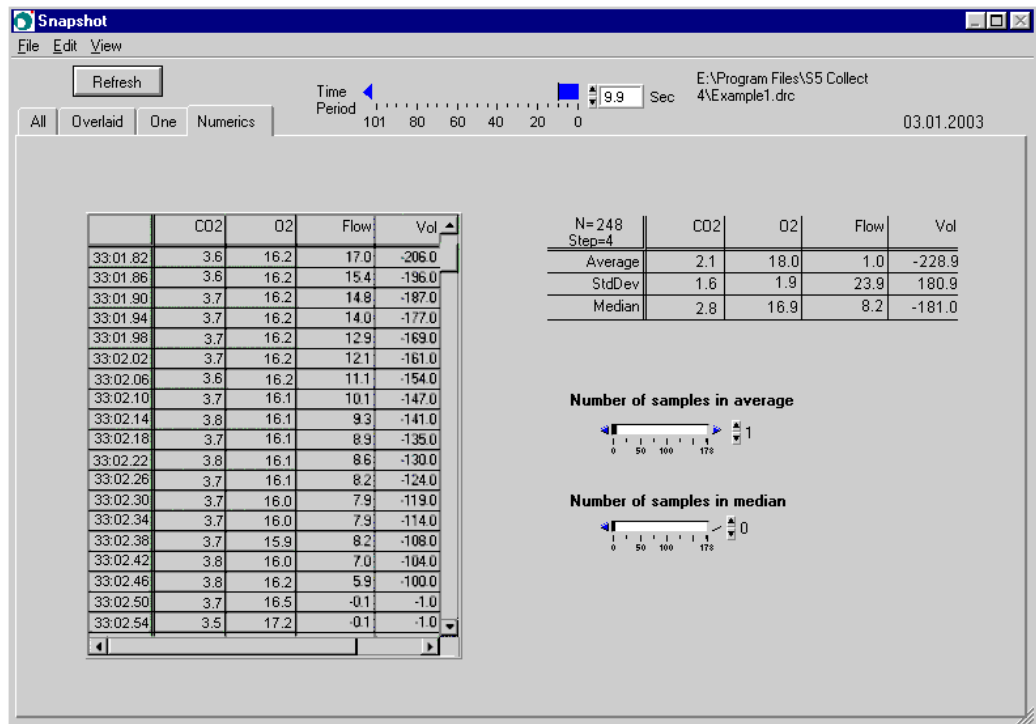 Snapshot
File Edit View
Refresh
Time Period
101 80 60 40 20 0
9.9 Sec
E:\Program Files\S5 Collect
4\Example1.drc
All Overlaid One Numerics
03.01.2003
CO2 O2 Flow Vol
33:01.82 3.6 16.2 17.0 -206.0
33:01.86 3.6 16.2 15.4 -196.0
33:01.90 3.7 16.2 14.8 -187.0
33:01.94 3.7 16.2 14.0 -177.0
33:01.98 3.7 16.2 12.9 -169.0
33:02.02 3.7 16.2 12.1 -161.0
33:02.06 3.6 16.2 11.1 -154.0
33:02.10 3.7 16.1 10.1 -147.0
33:02.14 3.8 16.1 9.3 -141.0
33:02.18 3.7 16.1 8.9 -135.0
33:02.22 3.8 16.1 8.6 -130.0
33:02.26 3.7 16.1 8.2 -124.0
33:02.30 3.7 16.0 7.9 -119.0
33:02.34 3.7 16.0 7.9 -114.0
33:02.38 3.7 15.9 8.2 -108.0
33:02.42 3.8 16.0 7.0 -104.0
33:02.46 3.8 16.2 5.9 -100.0
33:02.50 3.7 16.5 -0.1 -1.0
33:02.54 3.5 17.2 -0.1 -1.0
N=248
Step=4
CO2 O2 Flow Vol
Average 2.1 18.0 1.0 -228.9
StdDev 1.6 1.9 23.9 180.9
Median 2.8 16.9 8.2 -181.0
Number of samples in average
1
0 50 100 178
Number of samples in median
0
0 50 100 178